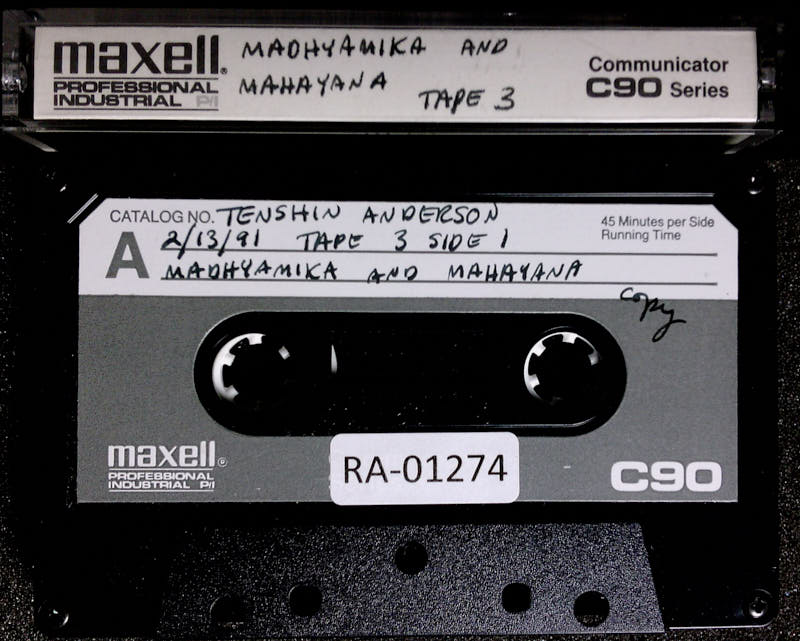 maxell®
PROFESSIONAL
INDUSTRIAL P/I
MADHYAMIKA AND
MAHAYANA
TAPE 3
Communicator
C90 Series
CATALOG NO. TENSHIN ANDERSON
A 2/13/91 TAPE 3 SIDE 1
MADHYAMIKA AND MAHAYANA
45 Minutes per Side
Running Time
copy
maxell®
PROFESSIONAL
INDUSTRIAL P/I
RA-01274
C90